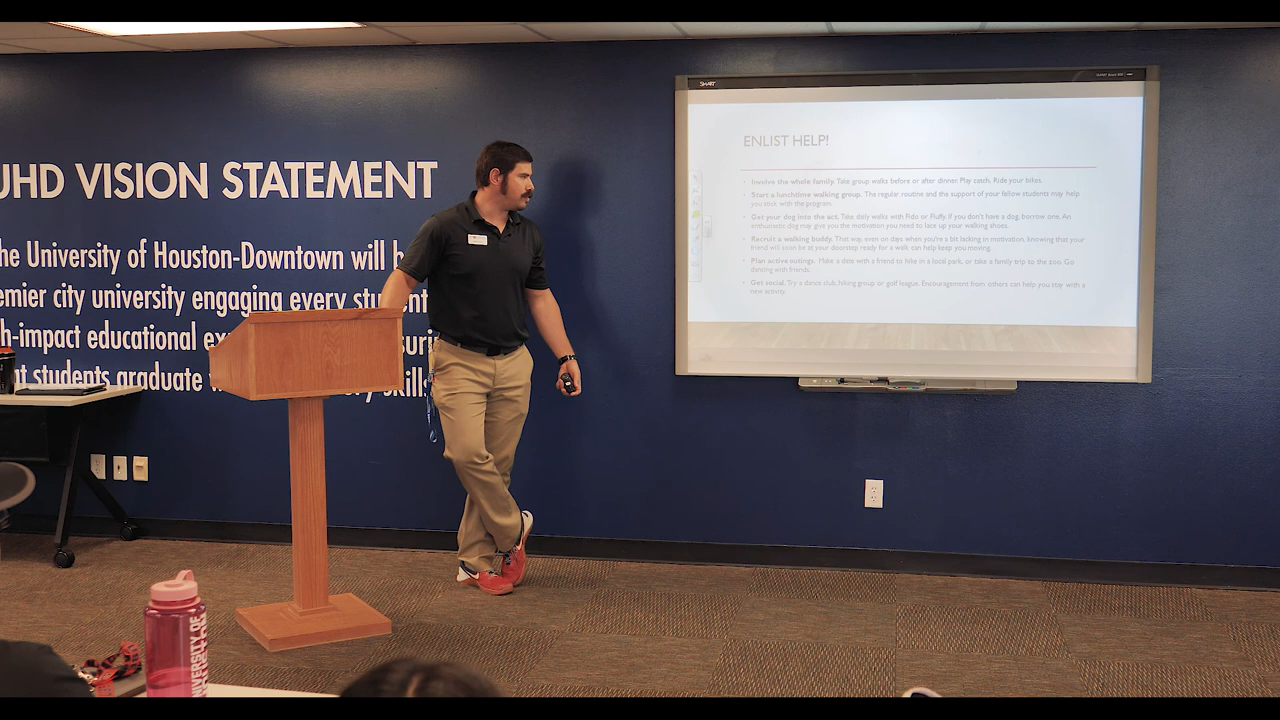 UHD VISION STATEMENT
he University of Houston-Downtown will b
emier city university engaging every student
h-impact educational ex suri
nt students graduate w y skills
SMART
ENLIST HELP!
• Involve the whole family. Take group walks before or after dinner. Play catch. Ride your bikes.
• Start a lunchtime walking group. The regular routine and the support of your fellow students may help
you stick with the program.
• Get your dog into the act. Take daily walks with Fido or Fluffy. If you don't have a dog, borrow one. An
enthusiastic dog may give you the motivation you need to lace up your walking shoes.
• Recruit a walking buddy. That way, even on days when you're a bit lacking in motivation, knowing that your
friend will soon be at your doorstep ready for a walk can help keep you moving.
• Plan active outings. Make a date with a friend to hike in a local park, or take a family trip to the zoo. Go
dancing with friends.
• Get social. Try a dance club, hiking group or golf league. Encouragement from others can help you stay with a
new activity.
UNIVERSITY OF